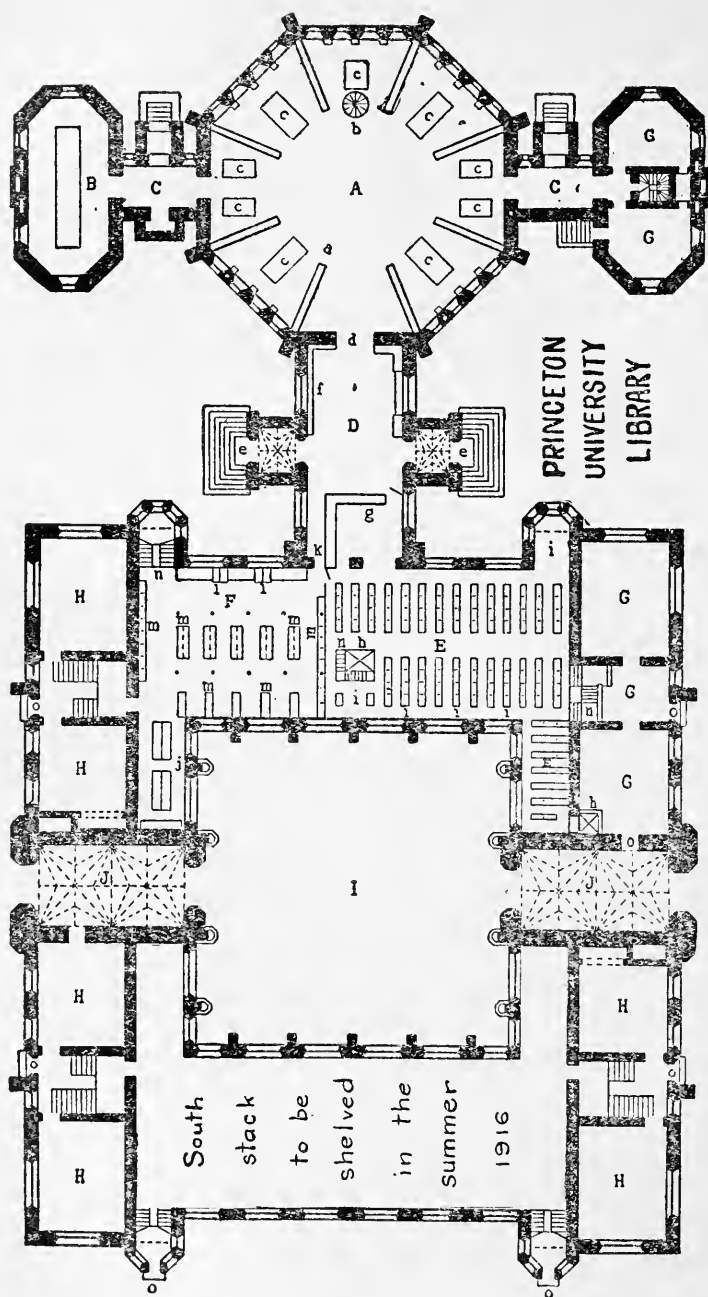 c
b
c
c
c
c
A
c
c
a
c
c
B
C
C
G
G
d
f
D
e
e
PRINCETON
UNIVERSITY
LIBRARY
g
k
i
n
l
l
H
F
m
m
m
m
E
G
n
h
i
i
i
i
n
G
o
o
m
m
H
j
E
G
h
o
J
J
I
H
H
o
o
South
stack
to be
shelved
in the
summer
1916
H
H
o
o